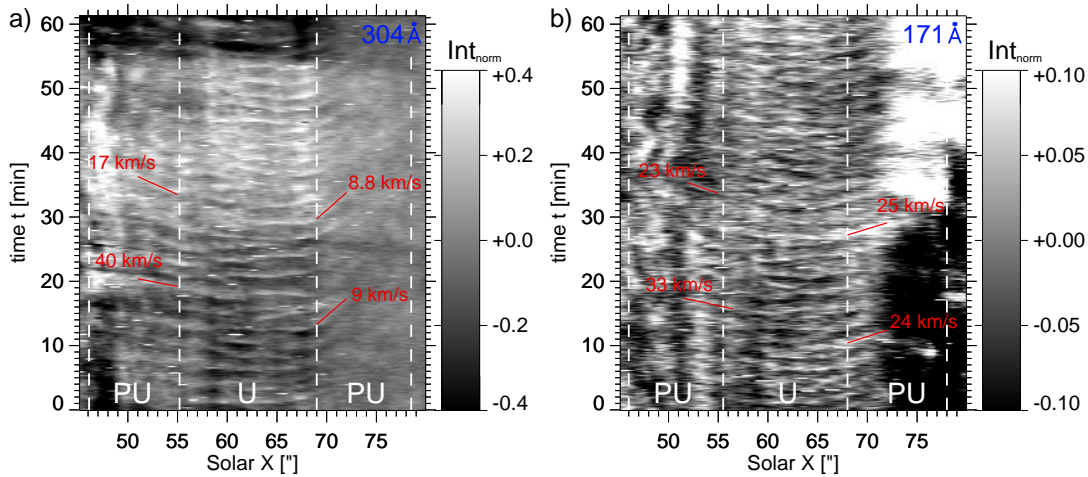 a)
304 Å
Int_norm
time t [min]
60
50
40
30
20
10
0
17 km/s
8.8 km/s
40 km/s
9 km/s
PU
U
PU
50 55 60 65 70 75
Solar X ["]
+0.4
+0.2
+0.0
-0.2
-0.4
b)
171 Å
Int_norm
time t [min]
60
50
40
30
20
10
0
23 km/s
25 km/s
33 km/s
24 km/s
PU
U
PU
50 55 60 65 70 75
Solar X ["]
+0.10
+0.05
+0.00
-0.05
-0.10